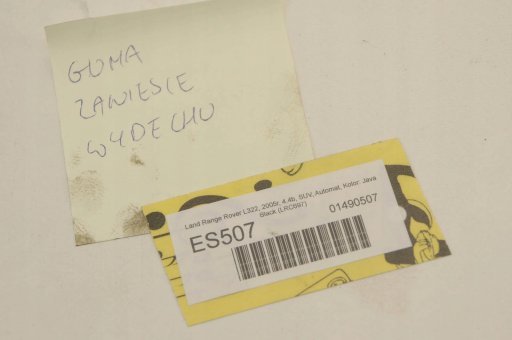 GUMA
ZAWIESIE
WYDECHU
Land Range Rover L322, 2005r, 4.4b, SUV, Automat, Kolor: Java
Black (LRC697)
ES507
01490507